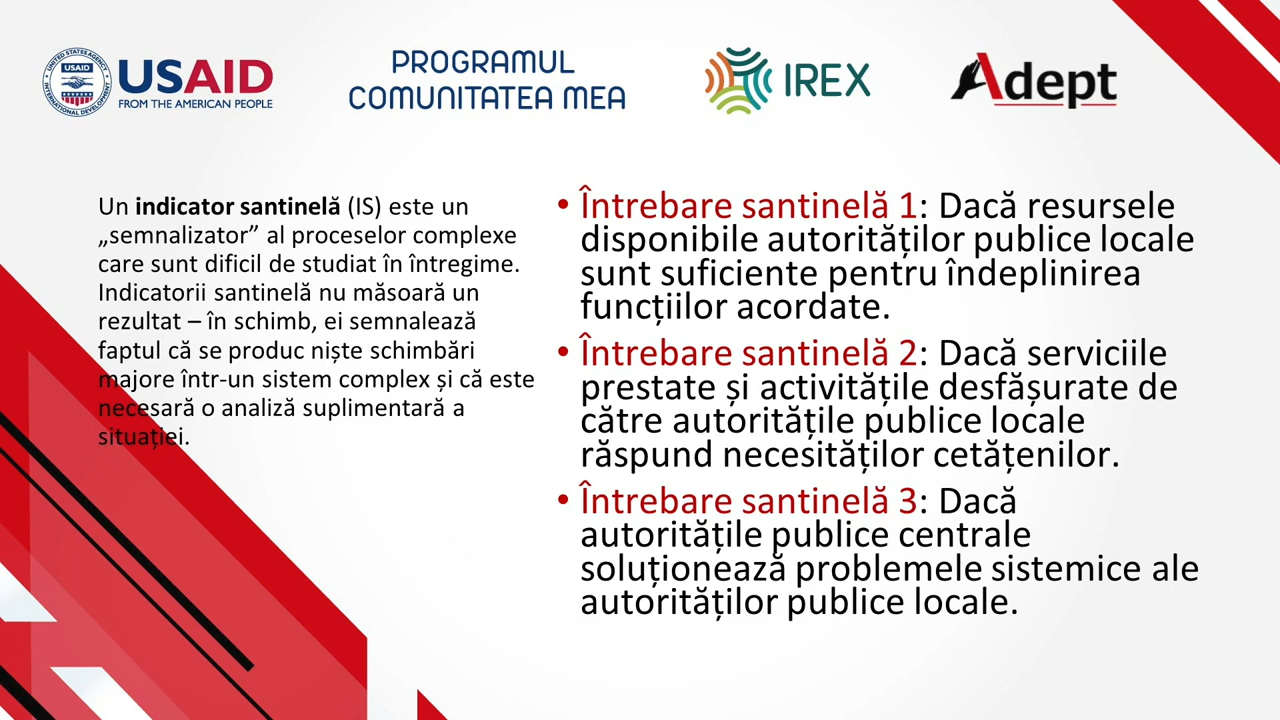 UNITED STATES AGENCY
INTERNATIONAL DEVELOPMENT
USAID
USAID
FROM THE AMERICAN PEOPLE
PROGRAMUL
COMUNITATEA MEA
IREX
Adept
Un indicator santinelă (IS) este un
„semnalizator” al proceselor complexe
care sunt dificil de studiat în întregime.
Indicatorii santinelă nu măsoară un
rezultat – în schimb, ei semnalează
faptul că se produc niște schimbări
majore într-un sistem complex și că este
necesară o analiză suplimentară a
situației.
• Întrebare santinelă 1: Dacă resursele
disponibile autorităților publice locale
sunt suficiente pentru îndeplinirea
funcțiilor acordate.
• Întrebare santinelă 2: Dacă serviciile
prestate și activitățile desfășurate de
către autoritățile publice locale
răspund necesităților cetățenilor.
• Întrebare santinelă 3: Dacă
autoritățile publice centrale
soluționează problemele sistemice ale
autorităților publice locale.